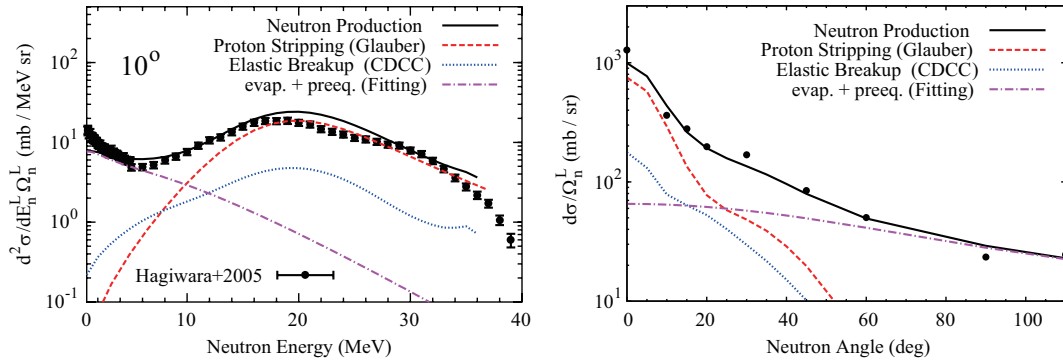 Neutron Production
Proton Stripping (Glauber)
Elastic Breakup (CDCC)
evap. + preeq. (Fitting)
10°
Hagiwara+2005
d²σ/dE_n^L Ω_n^L (mb / MeV sr)
10²
10¹
10⁰
10⁻¹
0 10 20 30 40
Neutron Energy (MeV)
Neutron Production
Proton Stripping (Glauber)
Elastic Breakup (CDCC)
evap. + preeq. (Fitting)
dσ/Ω_n^L (mb / sr)
10³
10²
10¹
0 20 40 60 80 100
Neutron Angle (deg)